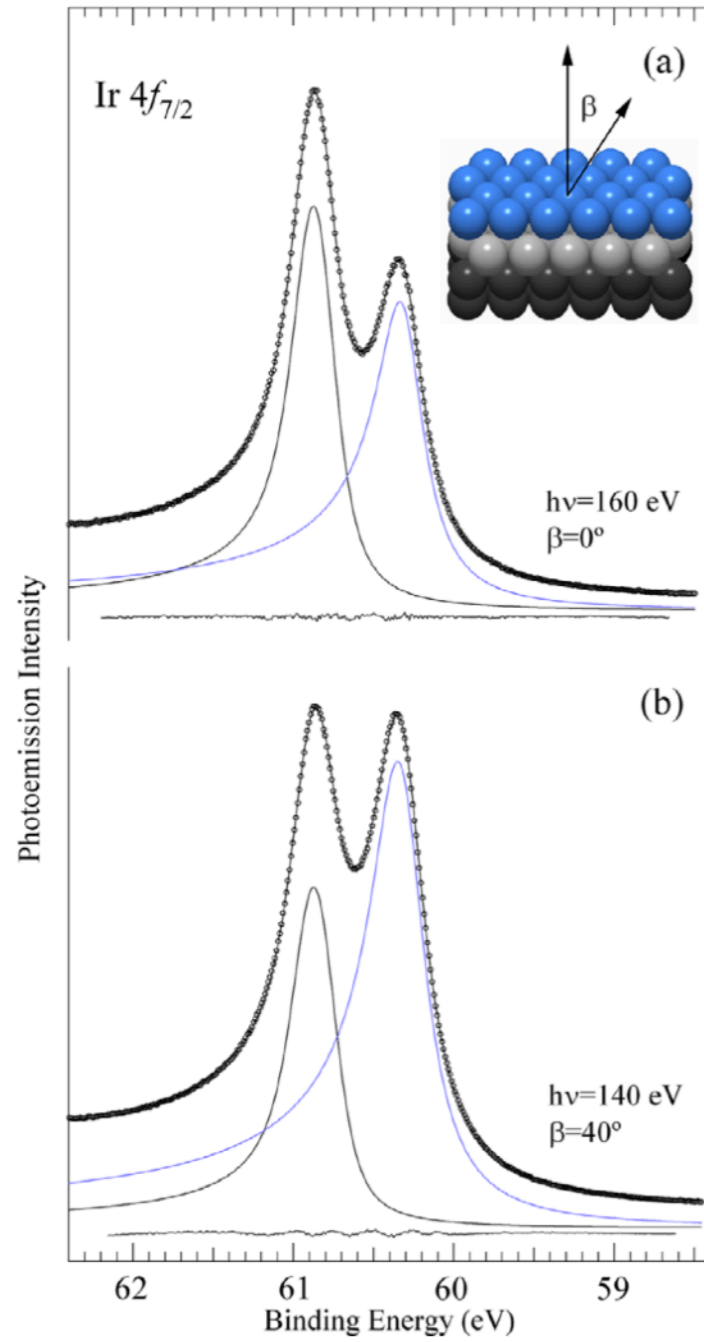 (a)
Ir 4f7/2
β
hν=160 eV
β=0º
Photoemission Intensity
(b)
hν=140 eV
β=40º
62 61 60 59
Binding Energy (eV)